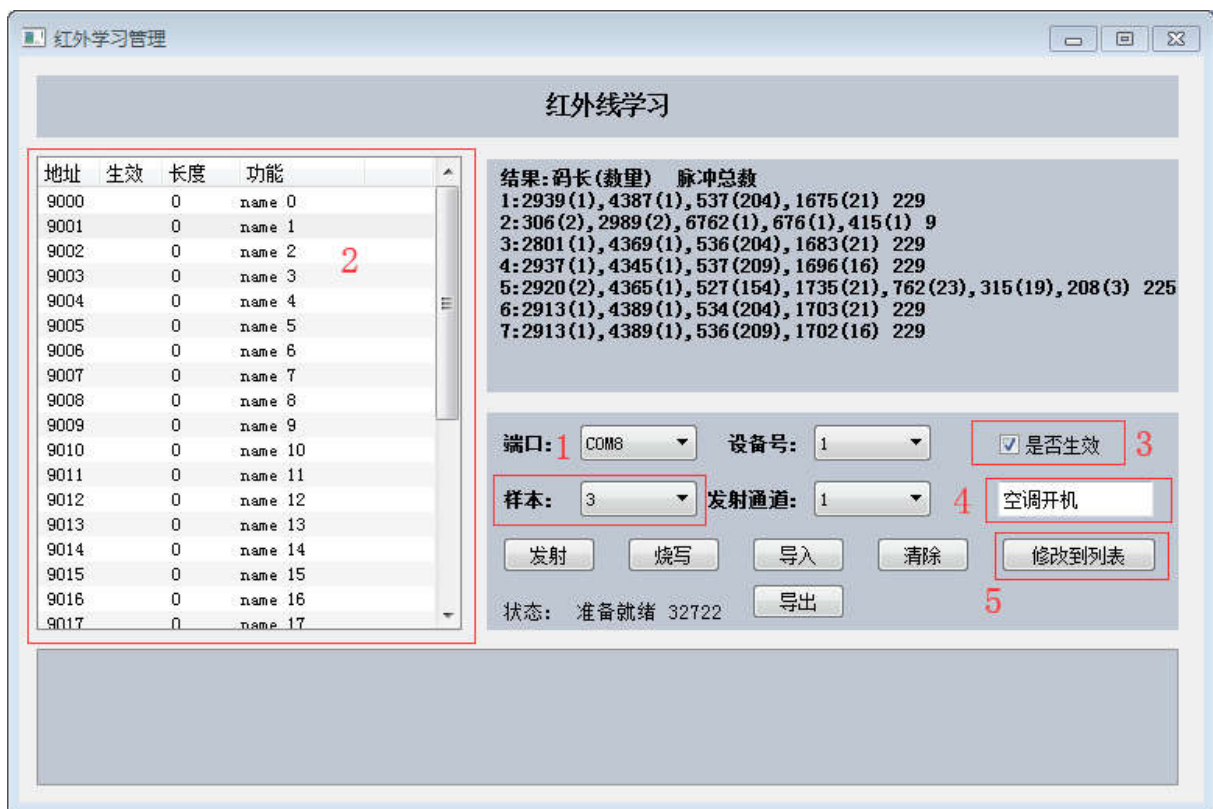 红外学习管理
红外线学习
地址 生效 长度 功能
9000 0 name 0
9001 0 name 1
9002 0 name 2
9003 0 name 3
9004 0 name 4
9005 0 name 5
9006 0 name 6
9007 0 name 7
9008 0 name 8
9009 0 name 9
9010 0 name 10
9011 0 name 11
9012 0 name 12
9013 0 name 13
9014 0 name 14
9015 0 name 15
9016 0 name 16
9017 0 name 17
2
结果:码长(数里) 脉冲总数
1:2939(1),4387(1),537(204),1675(21) 229
2:306(2),2989(2),6762(1),676(1),415(1) 9
3:2801(1),4369(1),536(204),1683(21) 229
4:2937(1),4345(1),537(209),1696(16) 229
5:2920(2),4365(1),527(154),1735(21),762(23),315(19),208(3) 225
6:2913(1),4389(1),534(204),1703(21) 229
7:2913(1),4389(1),536(209),1702(16) 229
端口: 1 COM8 设备号: 1 是否生效 3
样本: 3 发射通道: 1 4 空调开机
发射 烧写 导入 清除 修改到列表
导出 5
状态: 准备就绪 32722